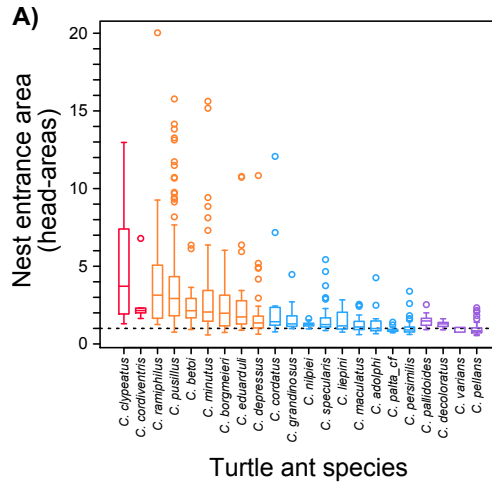 A)
Nest entrance area
(head-areas)
20
15
10
5
0
C. clypeatus
C. cordiventris
C. ramiphilus
C. pusillus
C. betoi
C. minutus
C. borgmeieri
C. eduarduli
C. depressus
C. cordatus
C. grandinosus
C. nilpiei
C. specularis
C. liepini
C. maculatus
C. adolphi
C. palta_cf
C. persimilis
C. pallidoides
C. decoloratus
C. varians
C. pellans
Turtle ant species